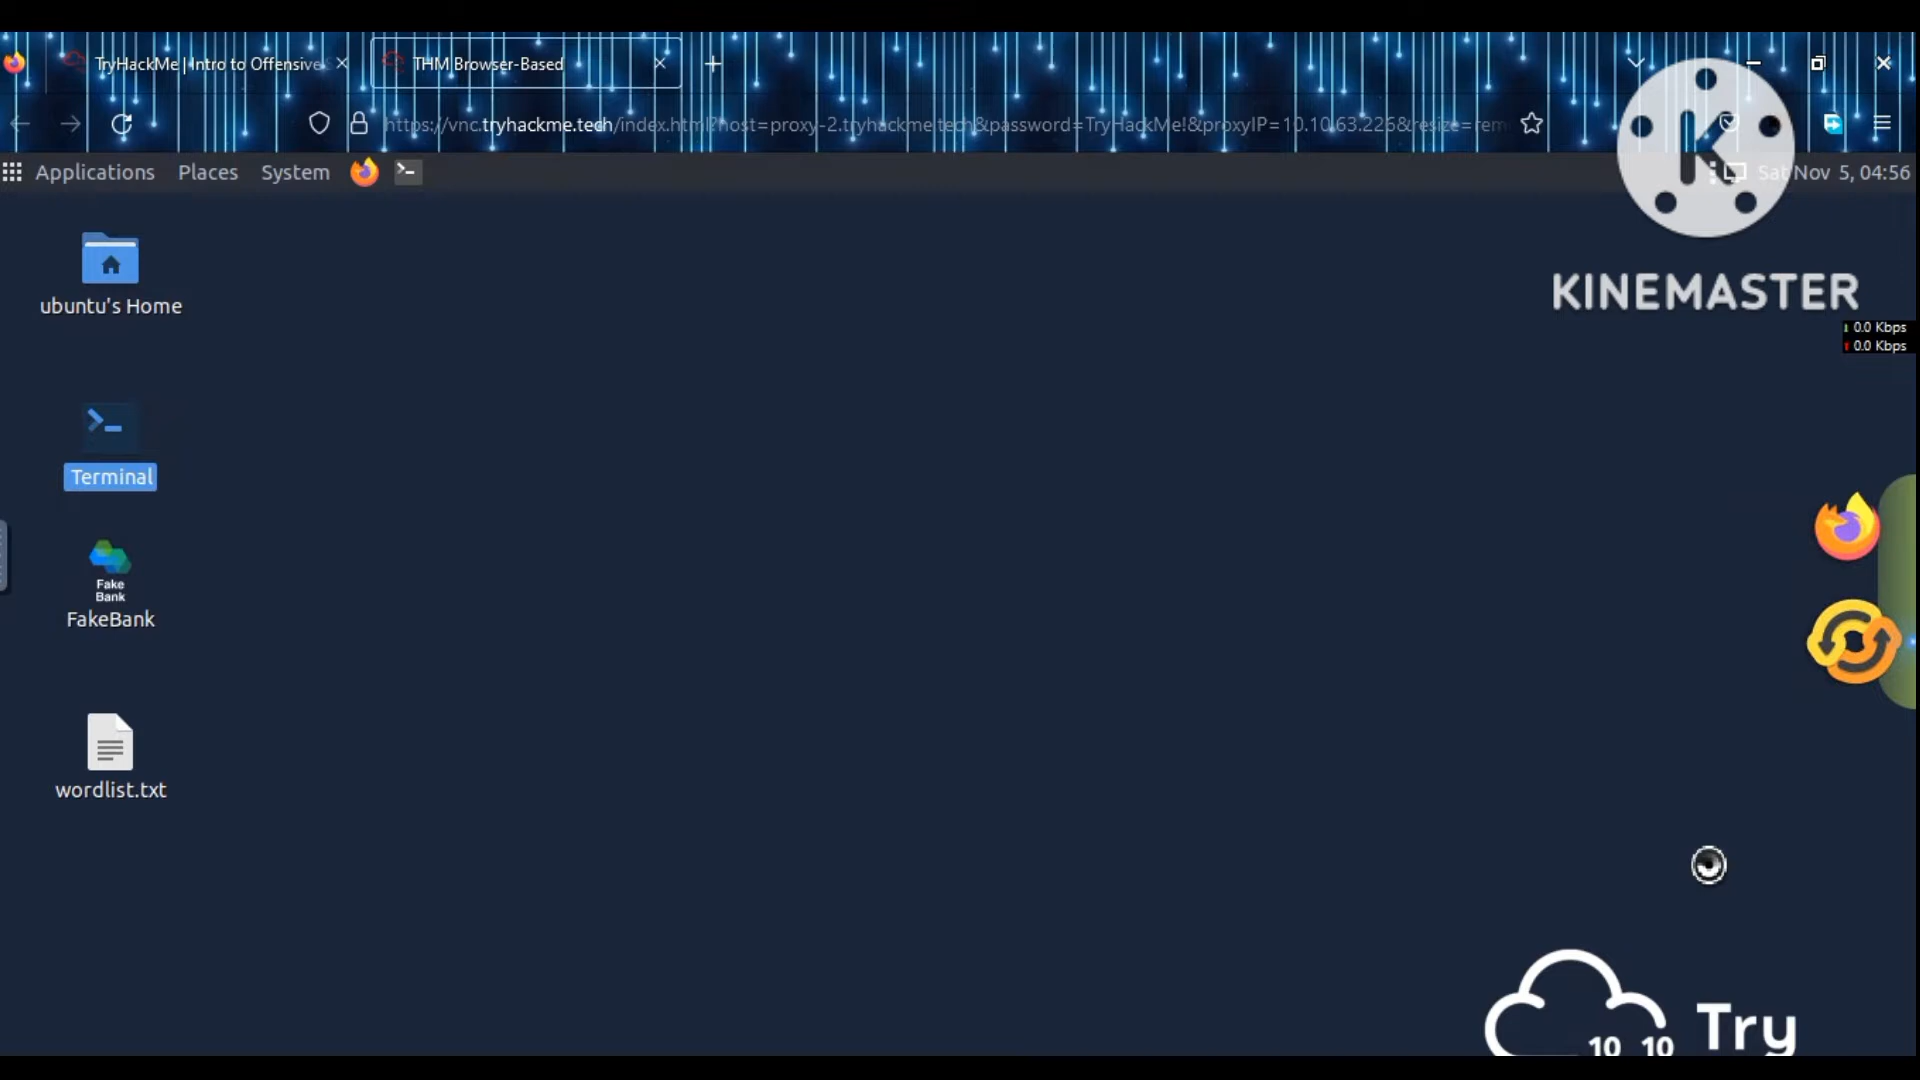 TryHackMe | Intro to Offensive
THM Browser-Based
https://vnc.tryhackme.tech/index.html?host=proxy-2.tryhackme.tech&password=TryHackMe!&proxyIP=10.10.63.226&resize=rem
Applications Places System
Sat Nov 5, 04:56
KINEMASTER
0.0 Kbps
0.0 Kbps
ubuntu's Home
Terminal
Fake
Bank
FakeBank
wordlist.txt
Try
10 10